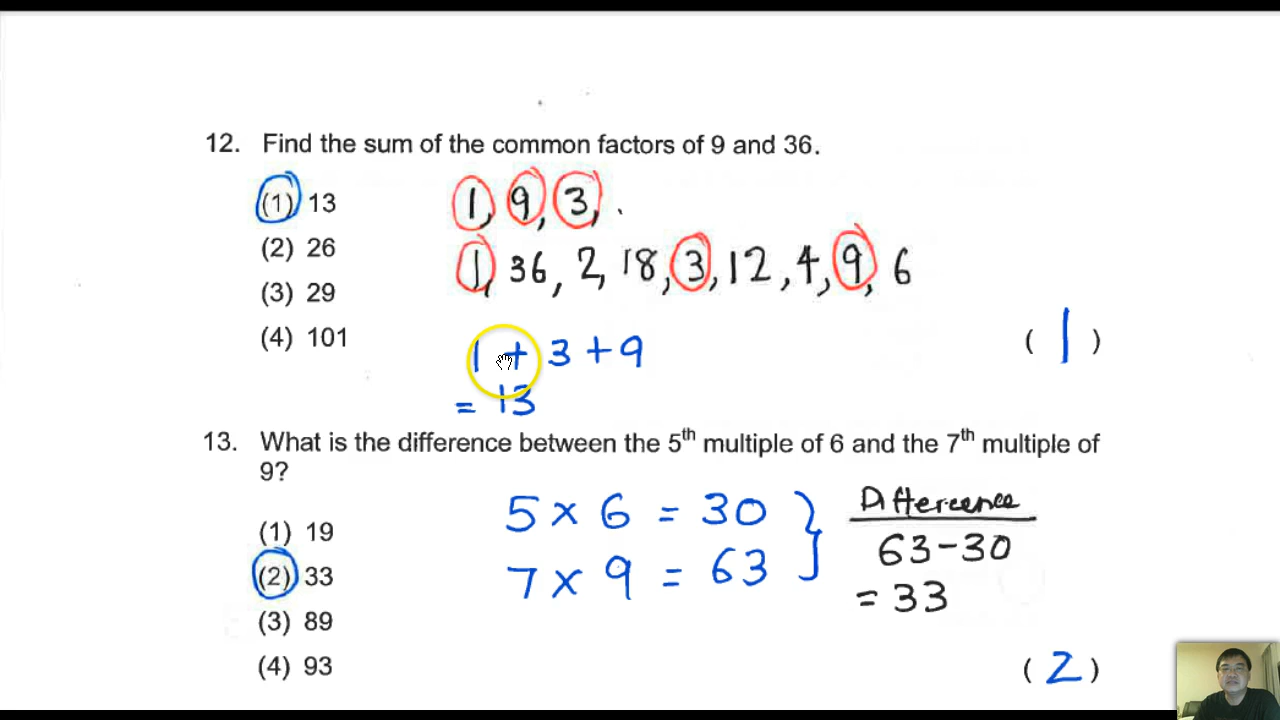 12. Find the sum of the common factors of 9 and 36.
(1) 13
1, 9, 3, .
(2) 26
1, 36, 2, 18, 3, 12, 4, 9, 6
(3) 29
(4) 101
1 + 3 + 9
( 1 )
= 13
13. What is the difference between the 5th multiple of 6 and the 7th multiple of
9?
5 × 6 = 30
Differcence
(1) 19
63-30
(2) 33
7 × 9 = 63
= 33
(3) 89
(4) 93
( 2 )